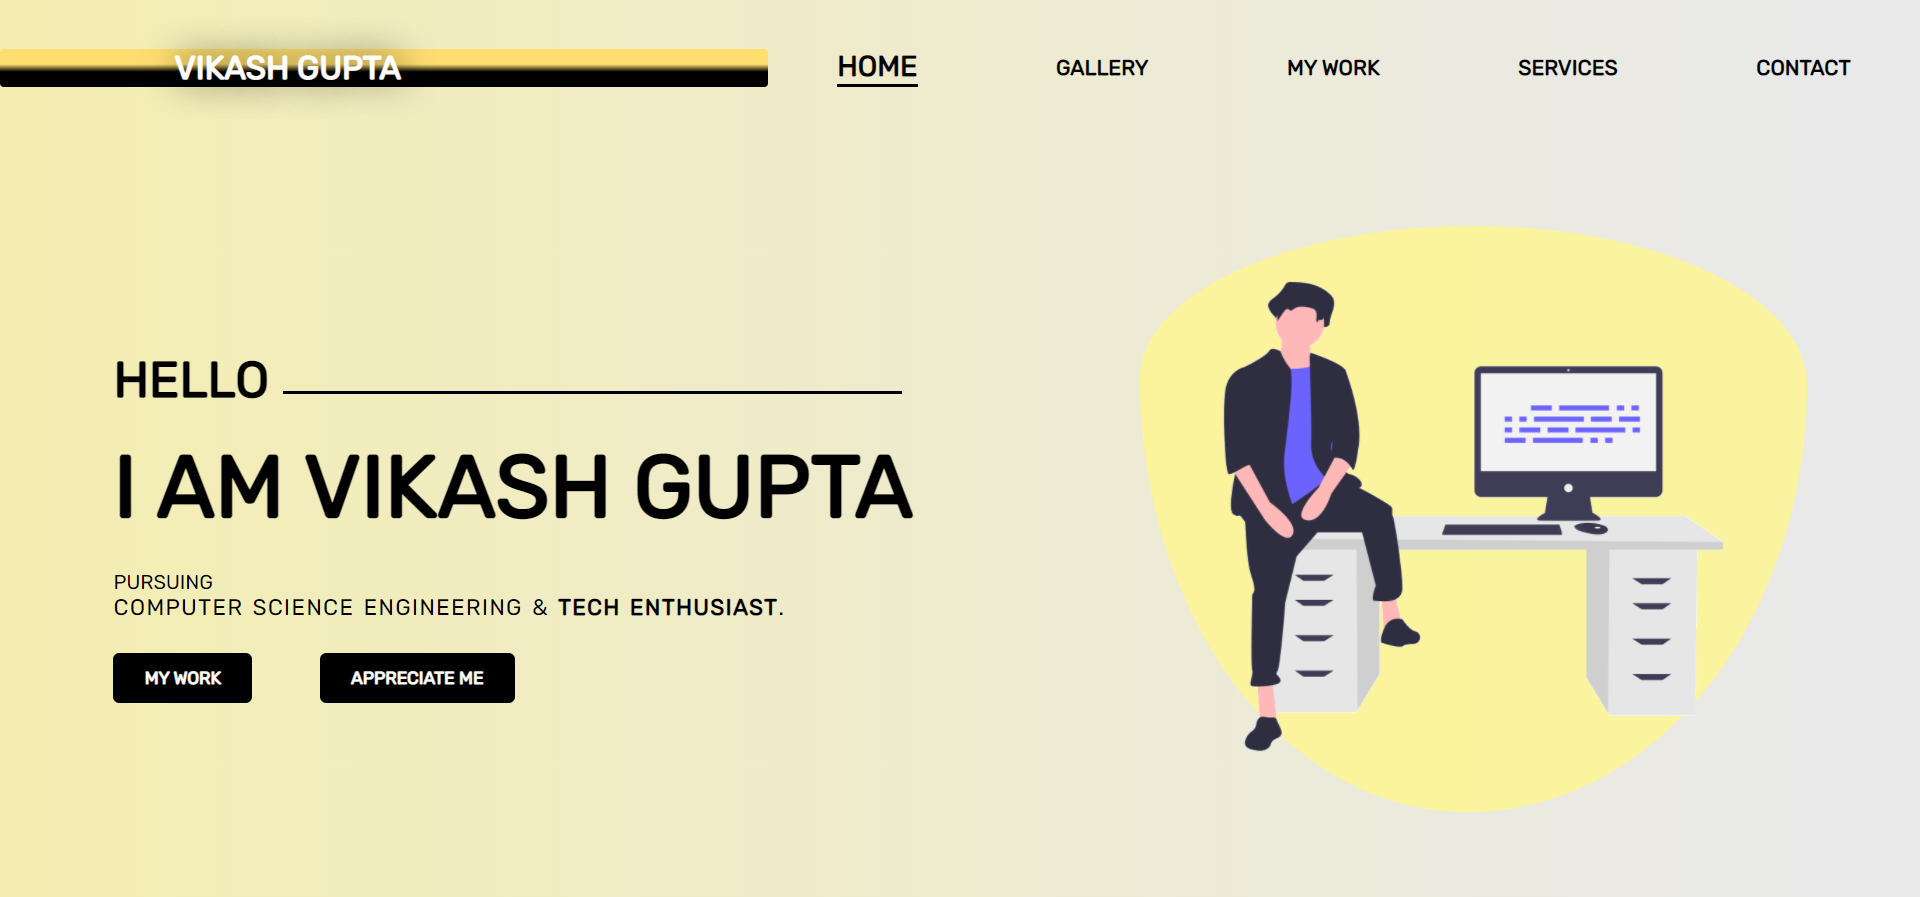 VIKASH GUPTA
HOME GALLERY MY WORK SERVICES CONTACT
HELLO
I AM VIKASH GUPTA
PURSUING
COMPUTER SCIENCE ENGINEERING & TECH ENTHUSIAST.
MY WORK
APPRECIATE ME